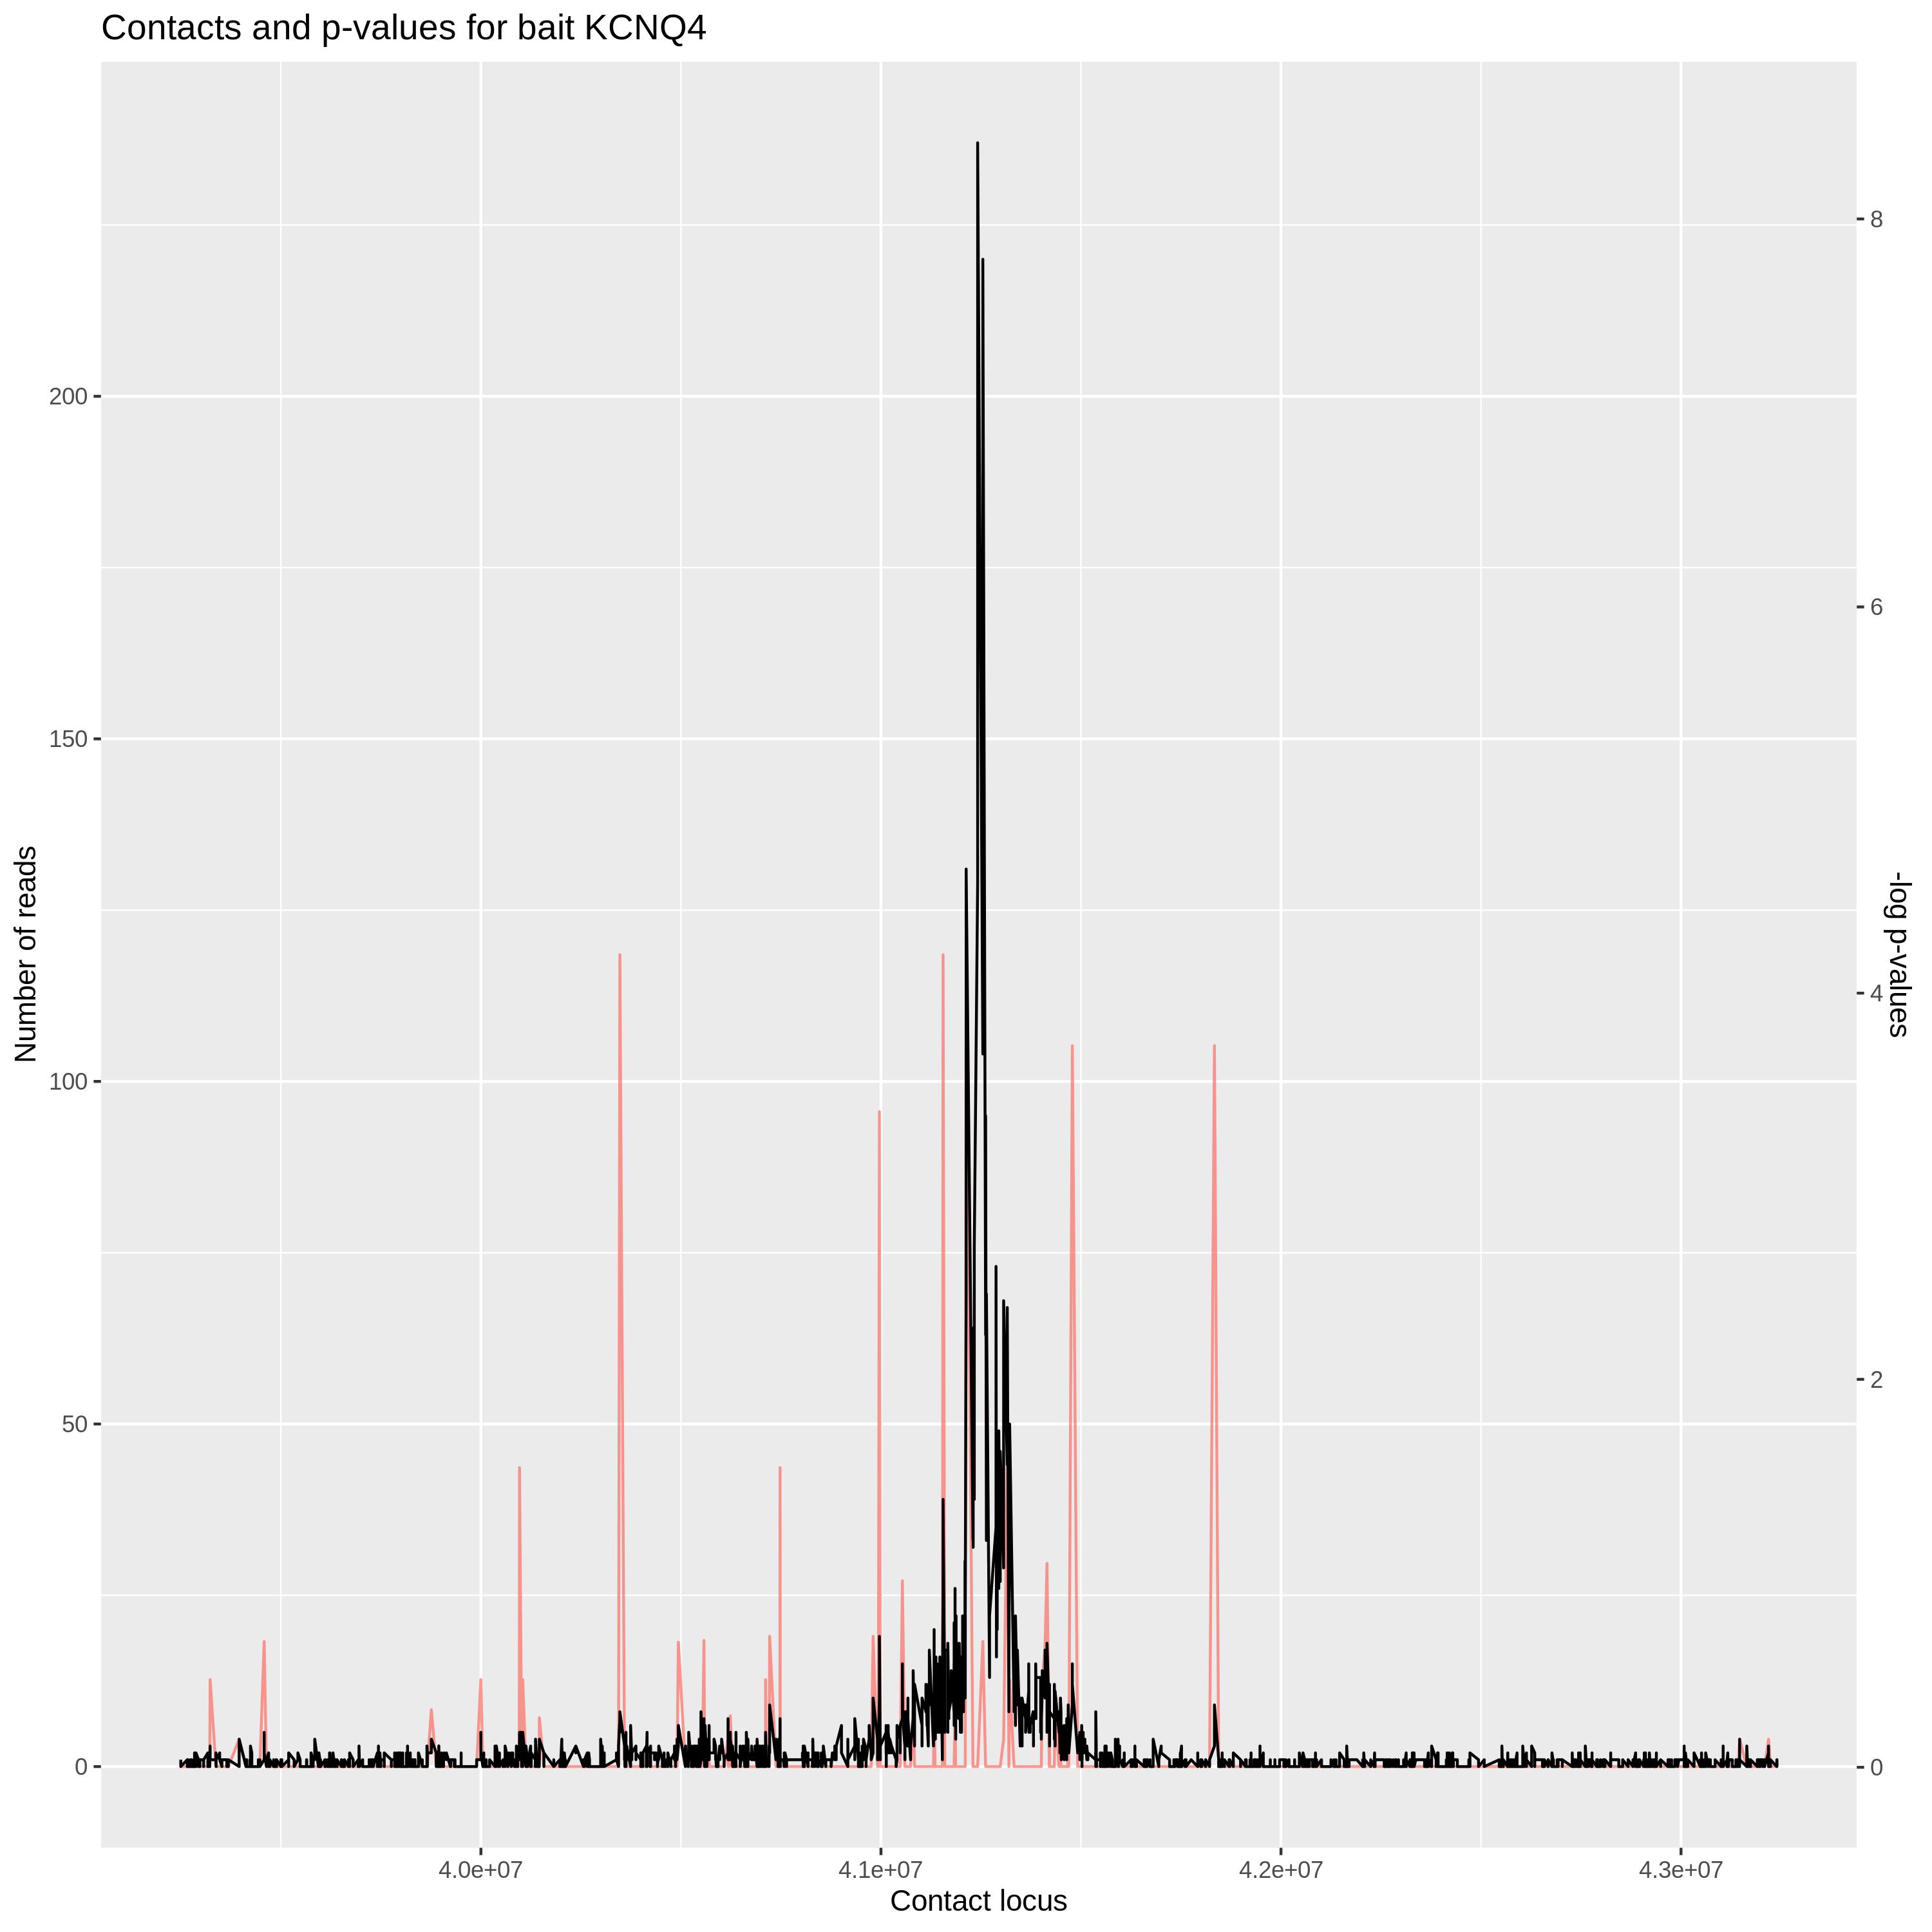 Contacts and p-values for bait KCNQ4
200
150
100
50
0
8
6
4
2
0
Number of reads
-log p-values
4.0e+07 4.1e+07 4.2e+07 4.3e+07
Contact locus